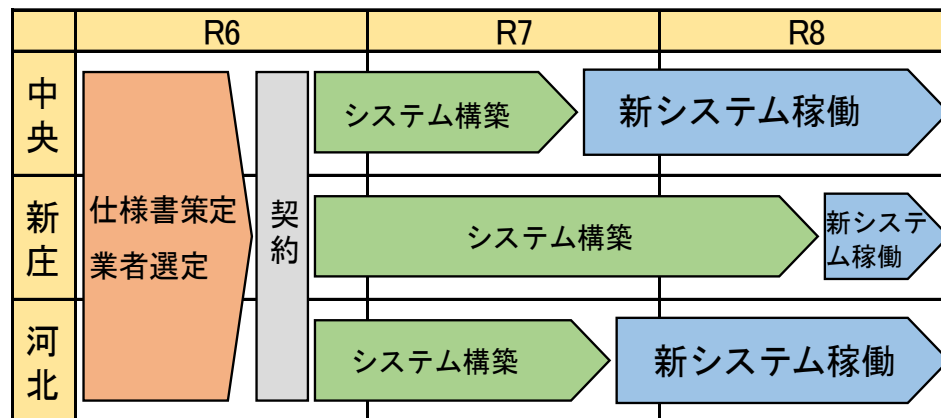 R6
R7
R8
中央
システム構築
新システム稼働
仕様書策定
業者選定
契約
新庄
システム構築
新システ
ム稼働
河北
システム構築
新システム稼働